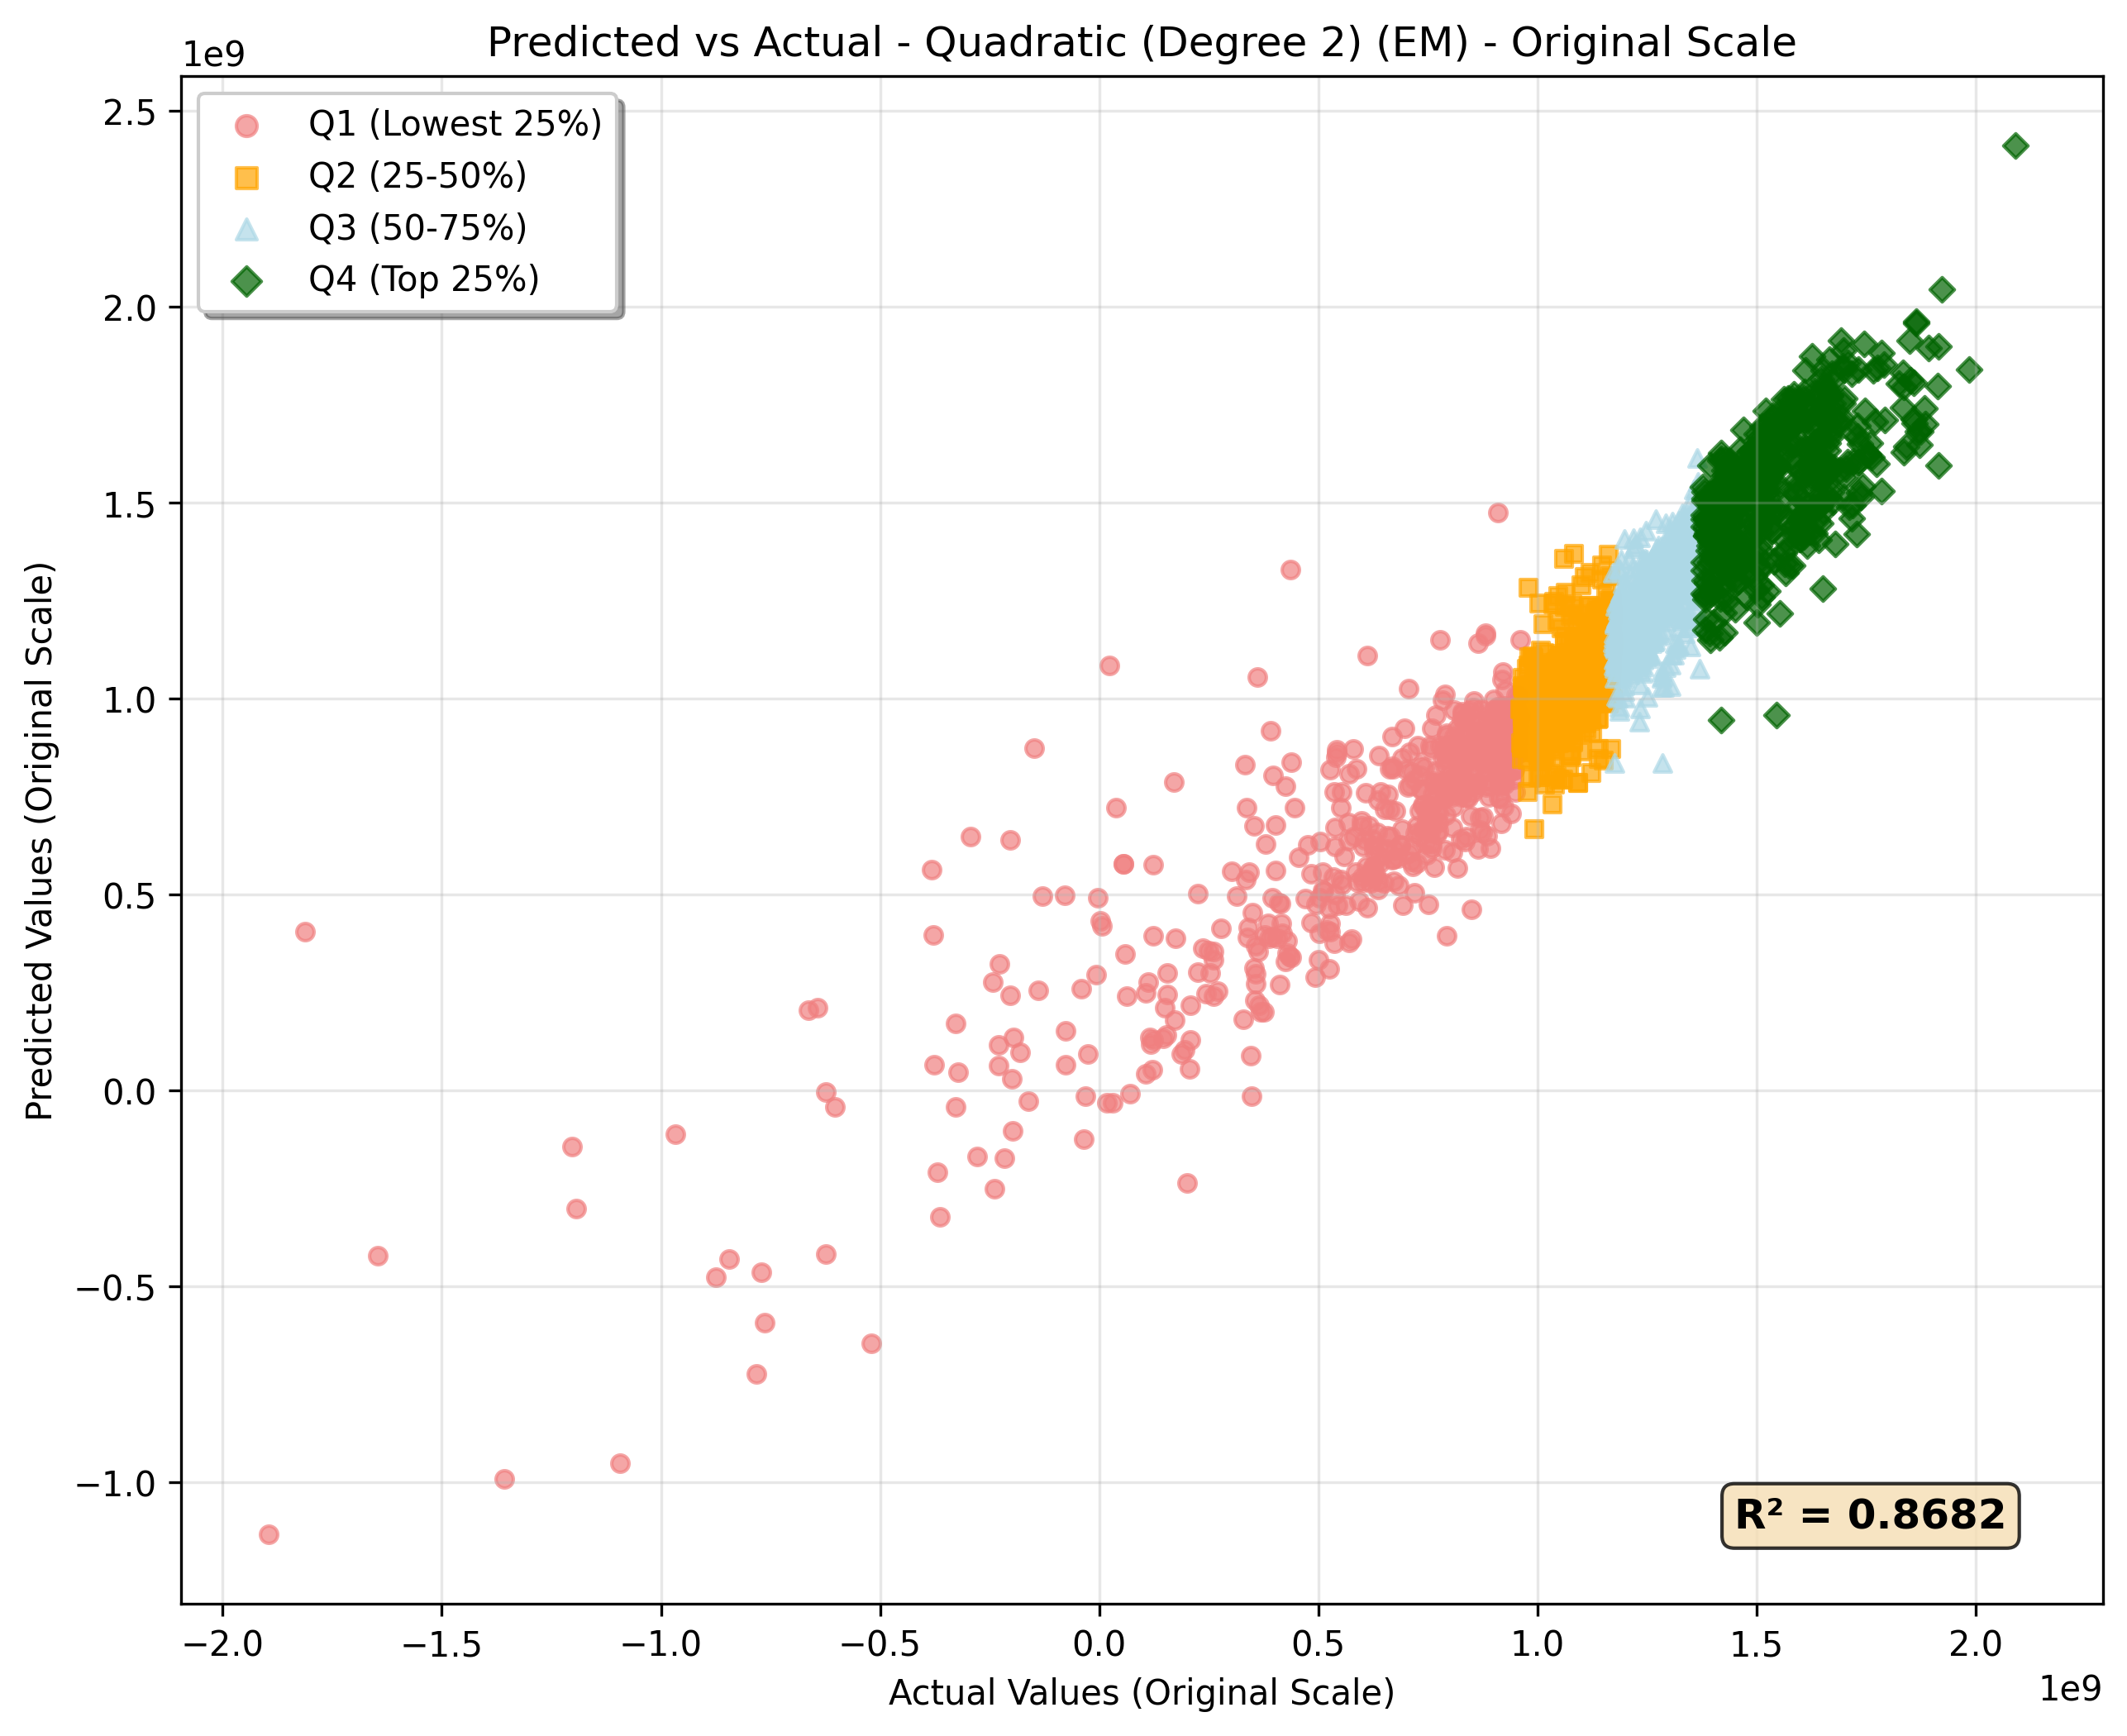 Predicted vs Actual - Quadratic (Degree 2) (EM) - Original Scale
1e9
Q1 (Lowest 25%)
Q2 (25-50%)
Q3 (50-75%)
Q4 (Top 25%)
Predicted Values (Original Scale)
2.5
2.0
1.5
1.0
0.5
0.0
−0.5
−1.0
R² = 0.8682
−2.0 −1.5 −1.0 −0.5 0.0 0.5 1.0 1.5 2.0
1e9
Actual Values (Original Scale)